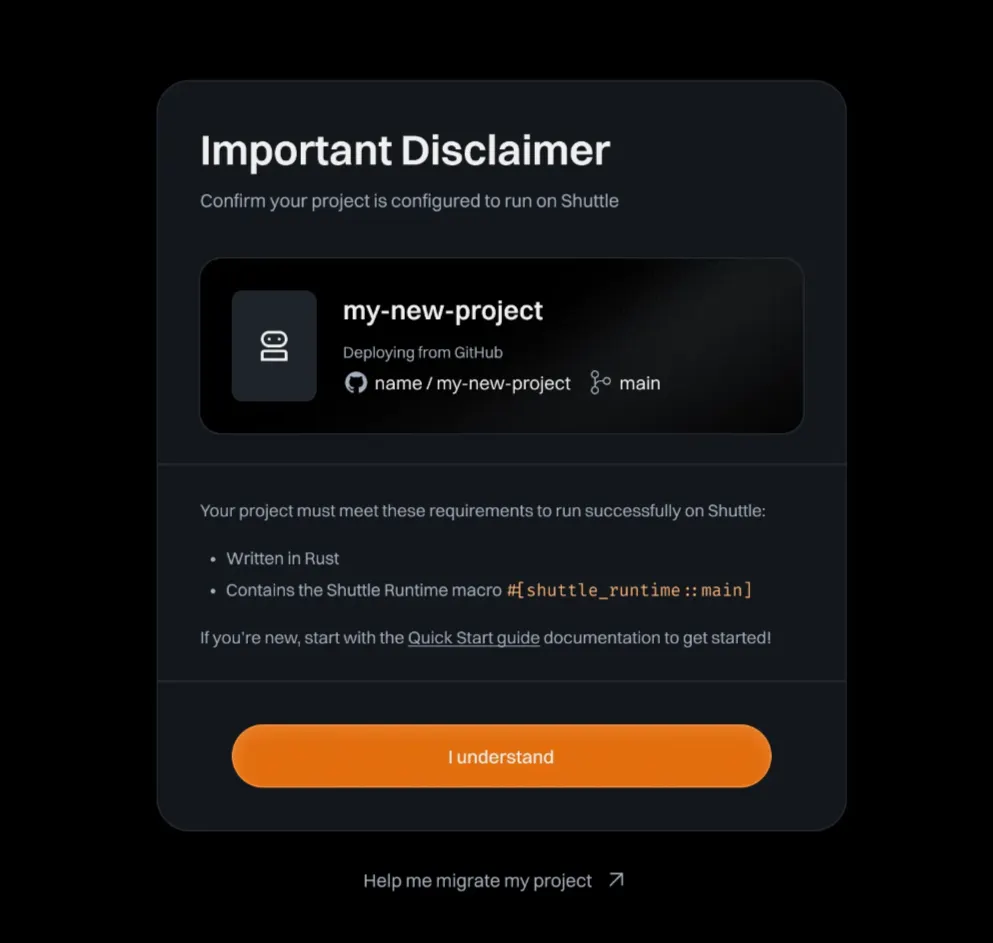 Important Disclaimer
Confirm your project is configured to run on Shuttle
my-new-project
Deploying from GitHub
name / my-new-project main
Your project must meet these requirements to run successfully on Shuttle:
• Written in Rust
• Contains the Shuttle Runtime macro #[shuttle_runtime::main]
If you're new, start with the Quick Start guide documentation to get started!
I understand
Help me migrate my project